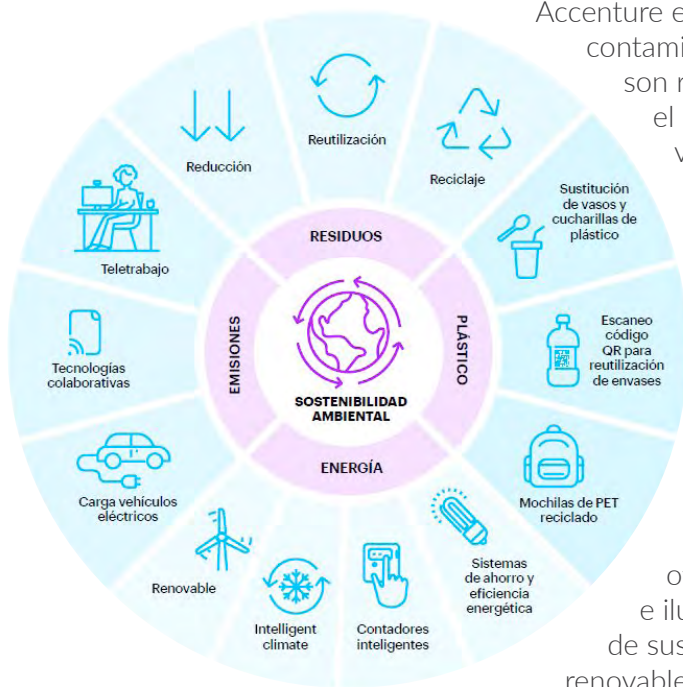 Accenture e
contami
son r
el
v
Reducción
Reutilización
Reciclaje
Sustitución
de vasos y
cucharillas de
plástico
Escaneo
código
QR para
reutilización
de envases
Mochilas de PET
reciclado
Sistemas
de ahorro y
eficiencia
energética
Contadores
inteligentes
Intelligent
climate
Renovable
Carga vehículos
eléctricos
Tecnologías
colaborativas
Teletrabajo
RESIDUOS
PLÁSTICO
ENERGÍA
EMISIONES
SOSTENIBILIDAD
AMBIENTAL
o
e ilu
de sus
renovable